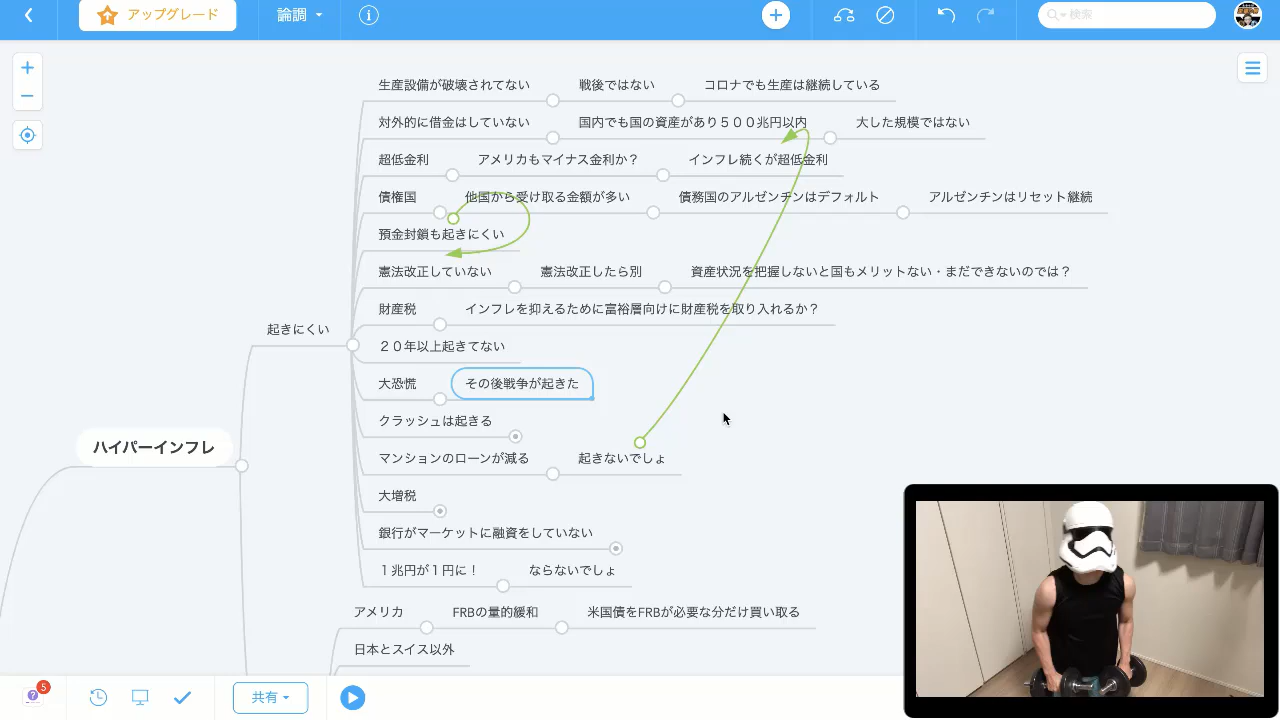 アップグレード
論調
検索
生産設備が破壊されてない 戦後ではない コロナでも生産は継続している
対外的に借金はしていない 国内でも国の資産があり５００兆円以内 大した規模ではない
超低金利 アメリカもマイナス金利か？ インフレ続くが超低金利
債権国 他国から受け取る金額が多い 債務国のアルゼンチンはデフォルト アルゼンチンはリセット継続
預金封鎖も起きにくい
憲法改正していない 憲法改正したら別 資産状況を把握しないと国もメリットない・まだできないのでは？
財産税 インフレを抑えるために富裕層向けに財産税を取り入れるか？
起きにくい
２０年以上起きてない
大恐慌 その後戦争が起きた
クラッシュは起きる
ハイパーインフレ
マンションのローンが減る 起きないでしょ
大増税
銀行がマーケットに融資をしていない
１兆円が１円に！ ならないでしょ
アメリカ FRBの量的緩和 米国債をFRBが必要な分だけ買い取る
日本とスイス以外
5
共有